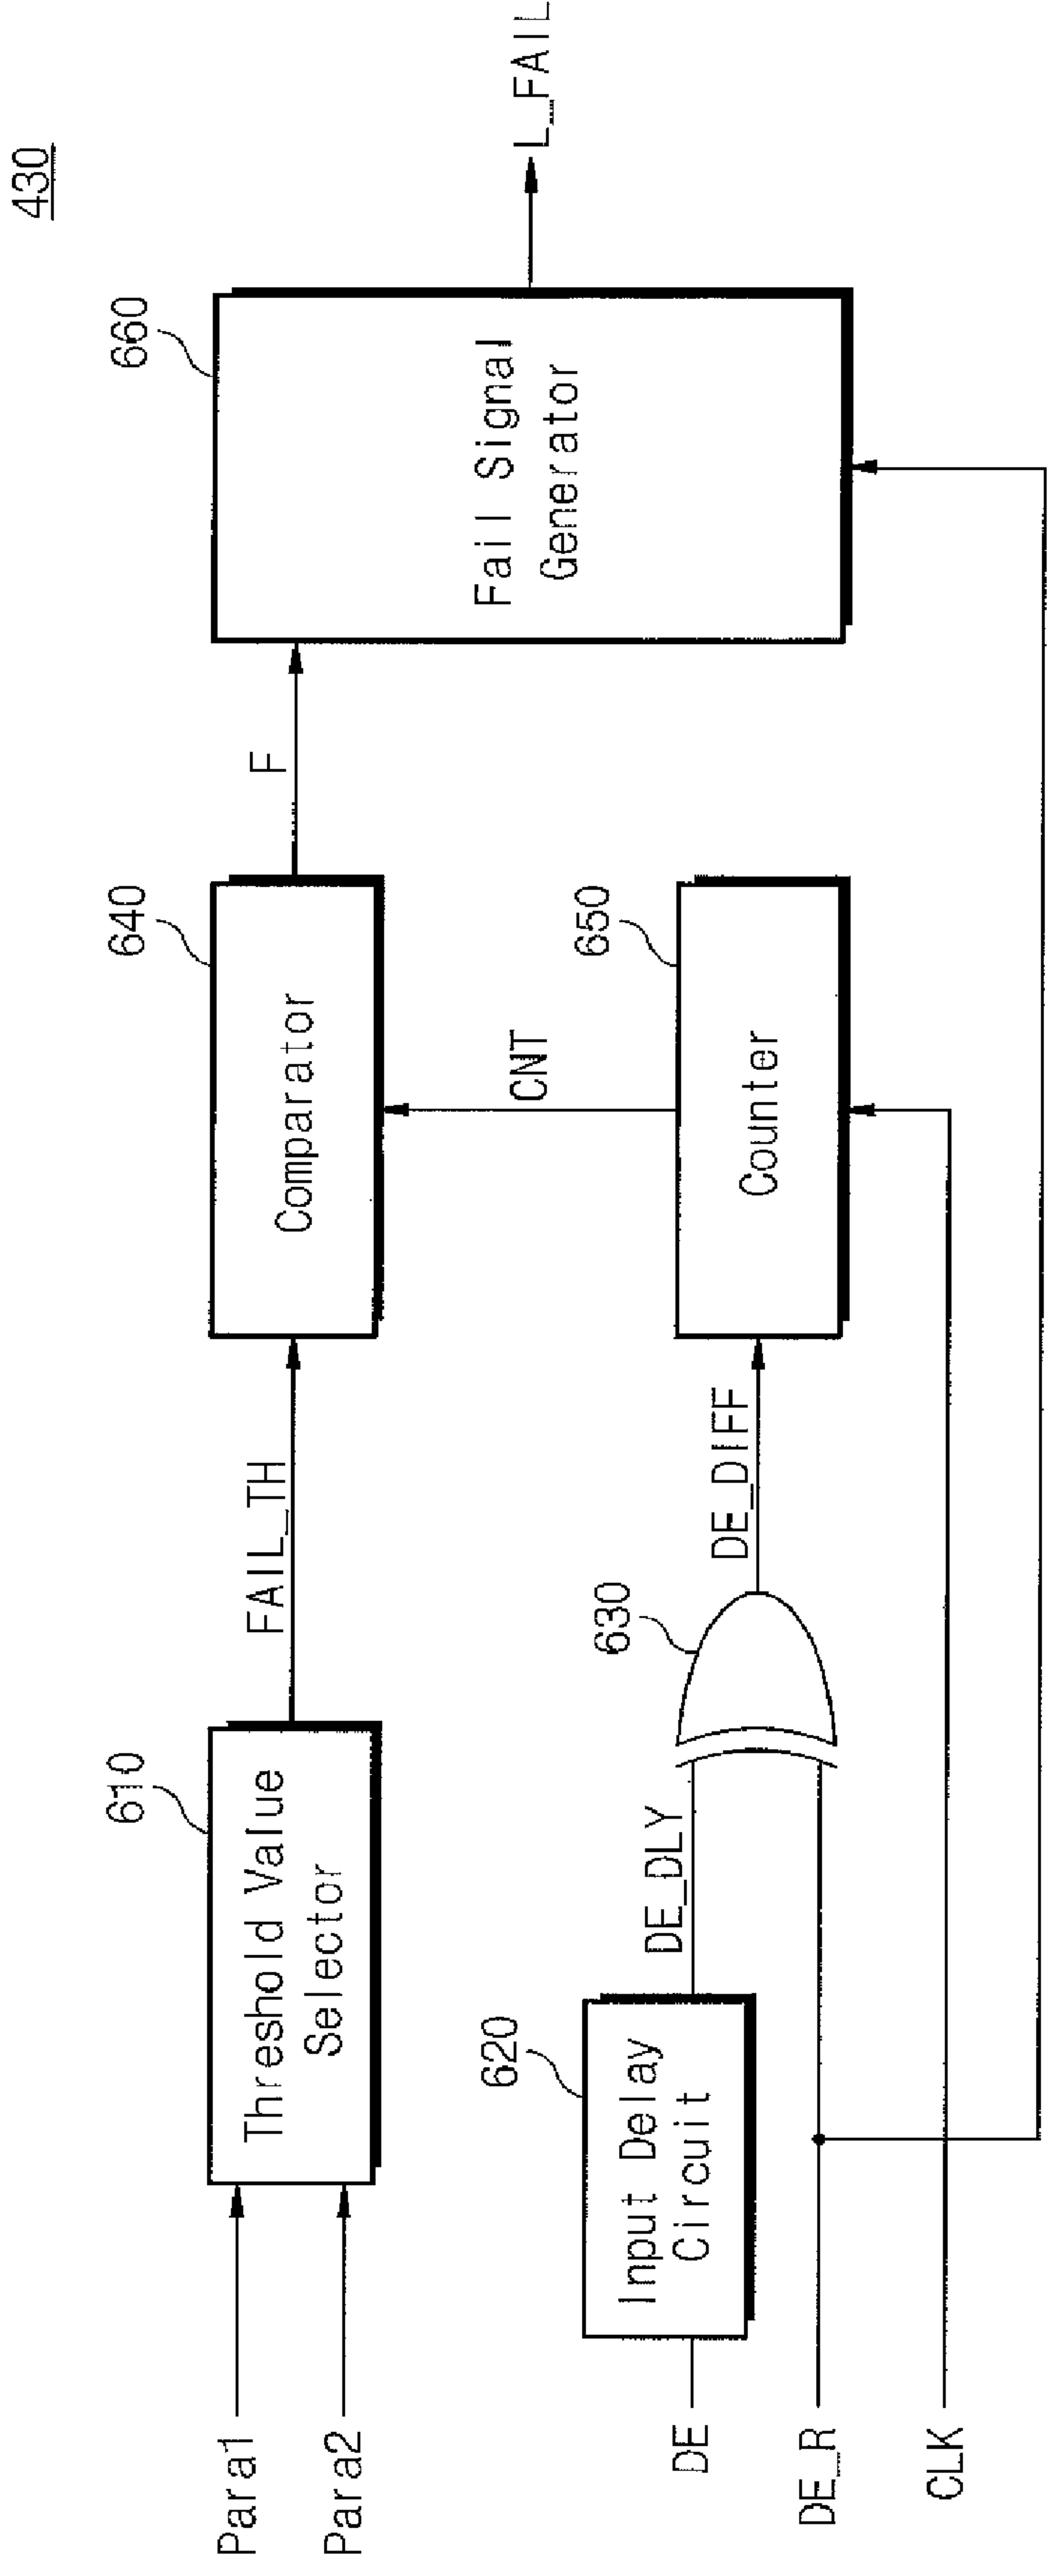 430
610
640
660
Para1
Para2
Threshold Value
Selector
FAIL_TH
Comparator
F
Fail Signal
Generator
L_FAIL
CNT
620
630
650
DE
Input Delay
Circuit
DE_DLY
DE_DIFF
Counter
DE_R
CLK